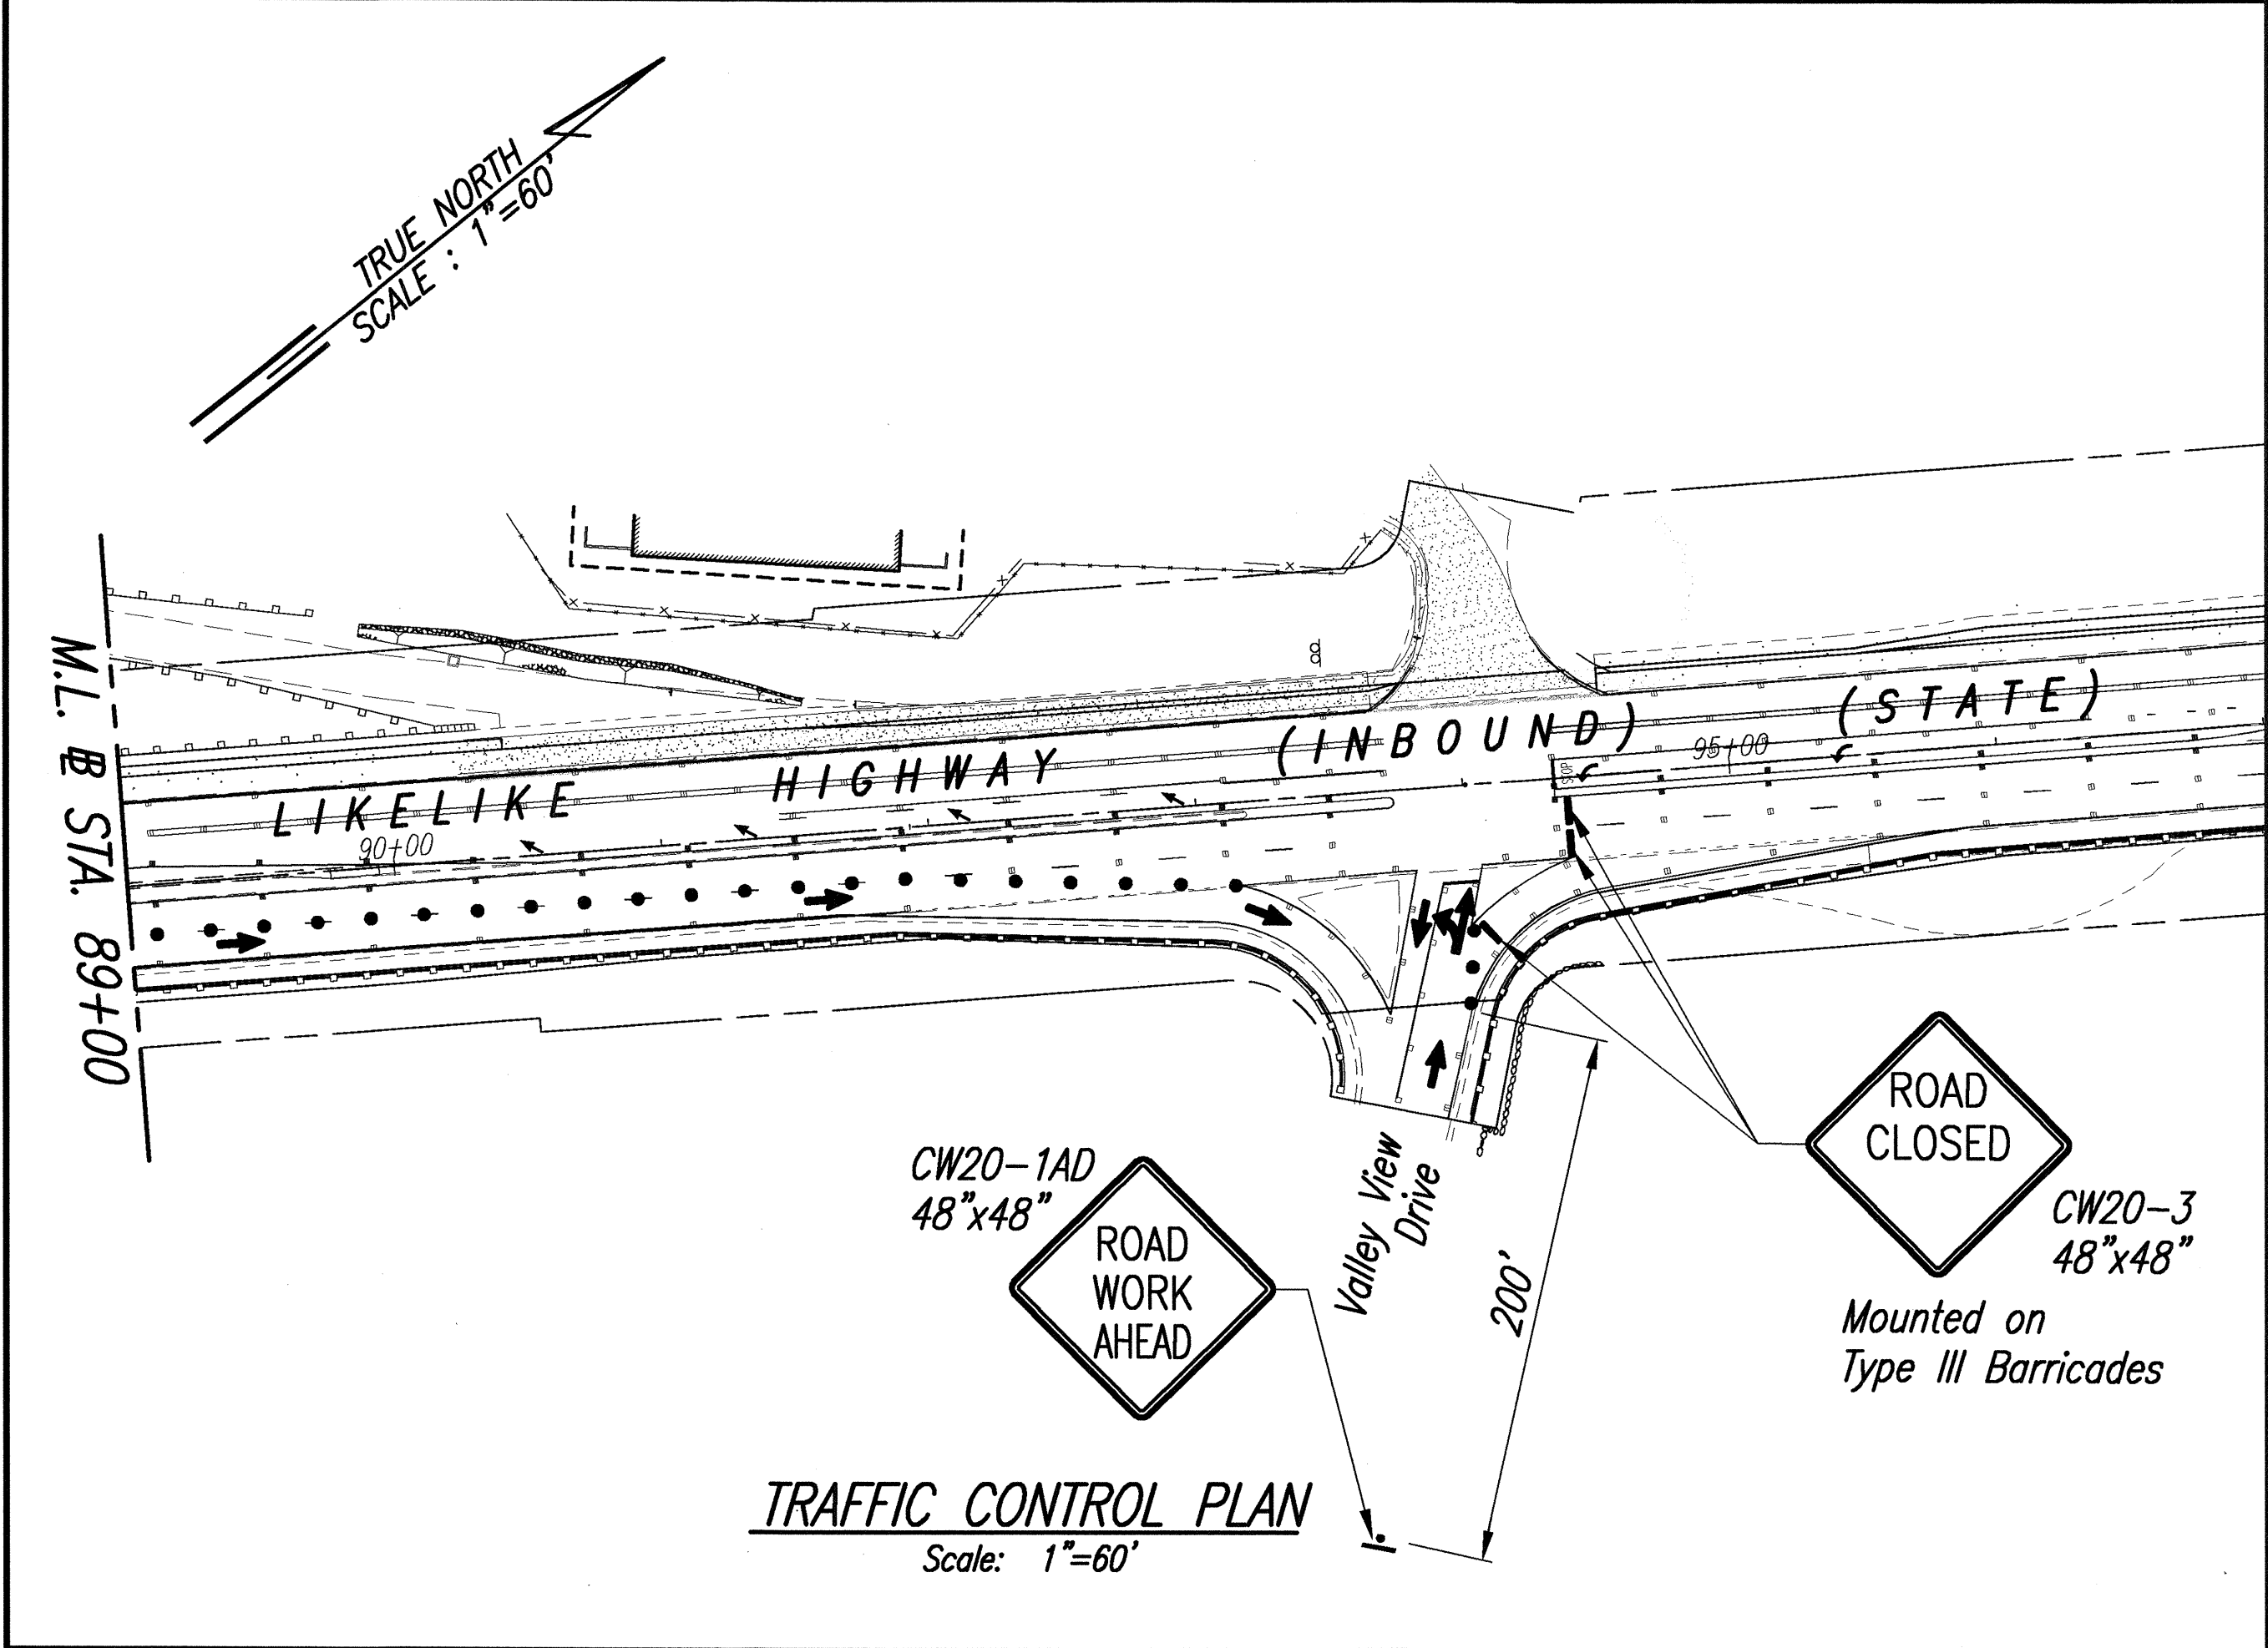 TRUE NORTH
SCALE : 1"=60'
M.L. BL STA. 89+00
LIKELIKE HIGHWAY (INBOUND) (STATE)
90+00
95+00
STOP
CW20-1AD
48"x48"
ROAD
WORK
AHEAD
Valley View
Drive
200'
ROAD
CLOSED
CW20-3
48"x48"
Mounted on
Type III Barricades
TRAFFIC CONTROL PLAN
Scale: 1"=60'